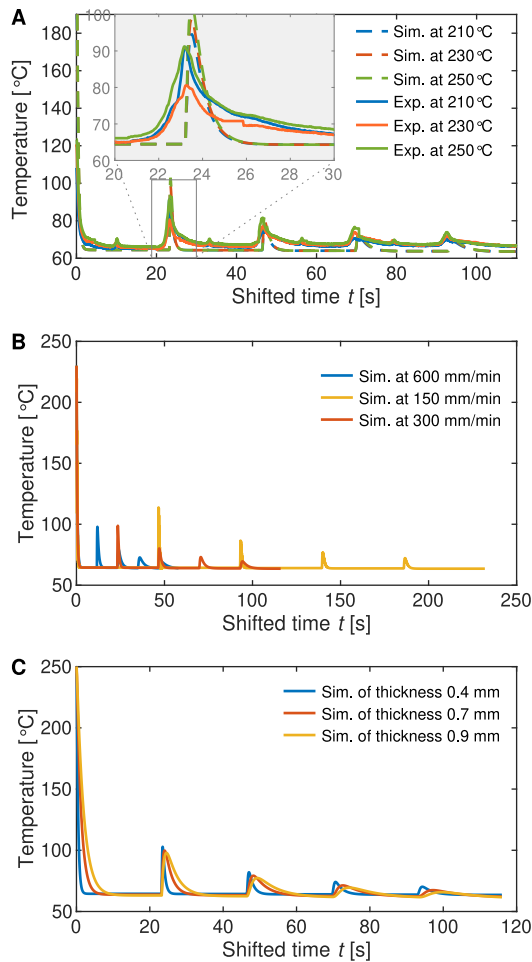 A
Temperature [°C]
180
160
140
120
100
80
60
100
90
80
70
60
20 22 24 26 28 30
Sim. at 210°C
Sim. at 230°C
Sim. at 250°C
Exp. at 210°C
Exp. at 230°C
Exp. at 250°C
0 20 40 60 80 100
Shifted time t [s]
B
Temperature [°C]
250
200
150
100
50
Sim. at 600 mm/min
Sim. at 150 mm/min
Sim. at 300 mm/min
0 50 100 150 200 250
Shifted time t [s]
C
Temperature [°C]
250
200
150
100
50
Sim. of thickness 0.4 mm
Sim. of thickness 0.7 mm
Sim. of thickness 0.9 mm
0 20 40 60 80 100 120
Shifted time t [s]